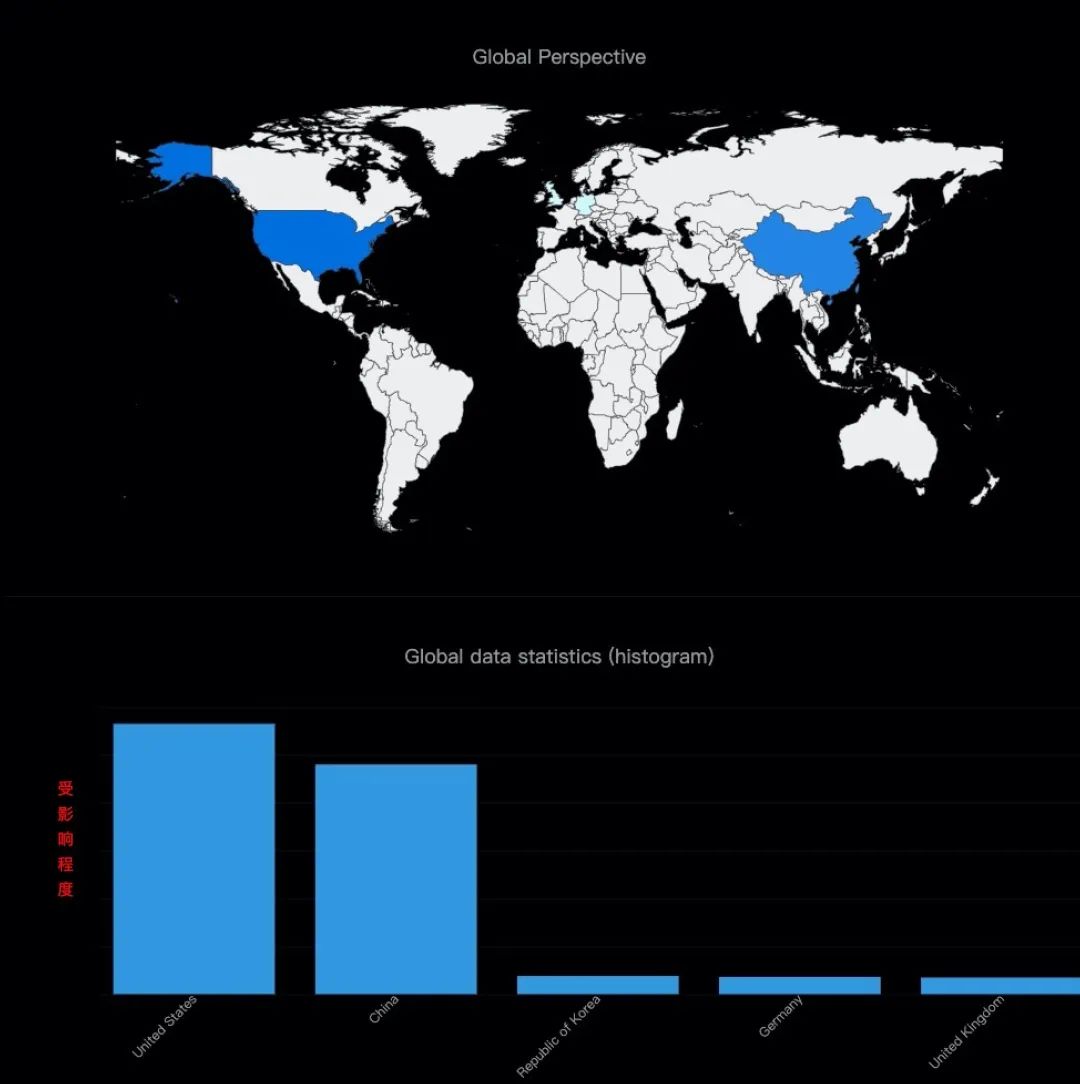 Global Perspective
Global data statistics (histogram)
受影响程度
United States
China
Republic of Korea
Germany
United Kingdom